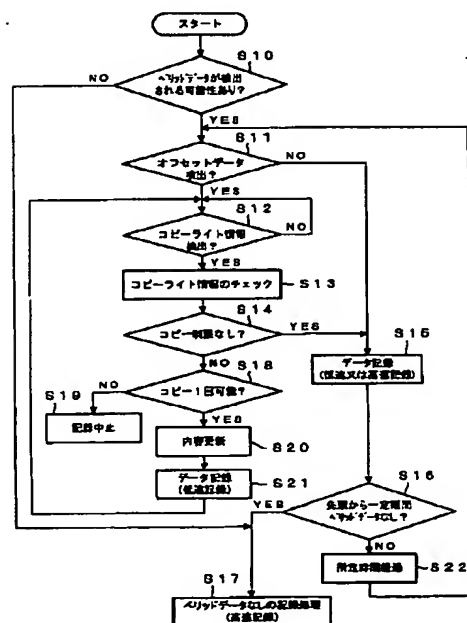 スタート
S10
ベリッドデータが検出
される可能性あり?
NO
YES
S11
オフセットデータ
検出?
NO
YES
S12
コピーライト情報
検出?
NO
YES
コピーライト情報のチェック
S13
S14
コピー制限なし?
YES
NO
S15
データ記録
(低速又は高速記録)
S18
コピー1回可能?
NO
YES
S19
記録中止
内容更新
S20
データ記録
(低速記録)
S21
S16
先頭から一定期間
ベリッドデータなし?
YES
NO
所定時間経過
S22
S17
ベリッドデータなしの記録処理
(高速記録)